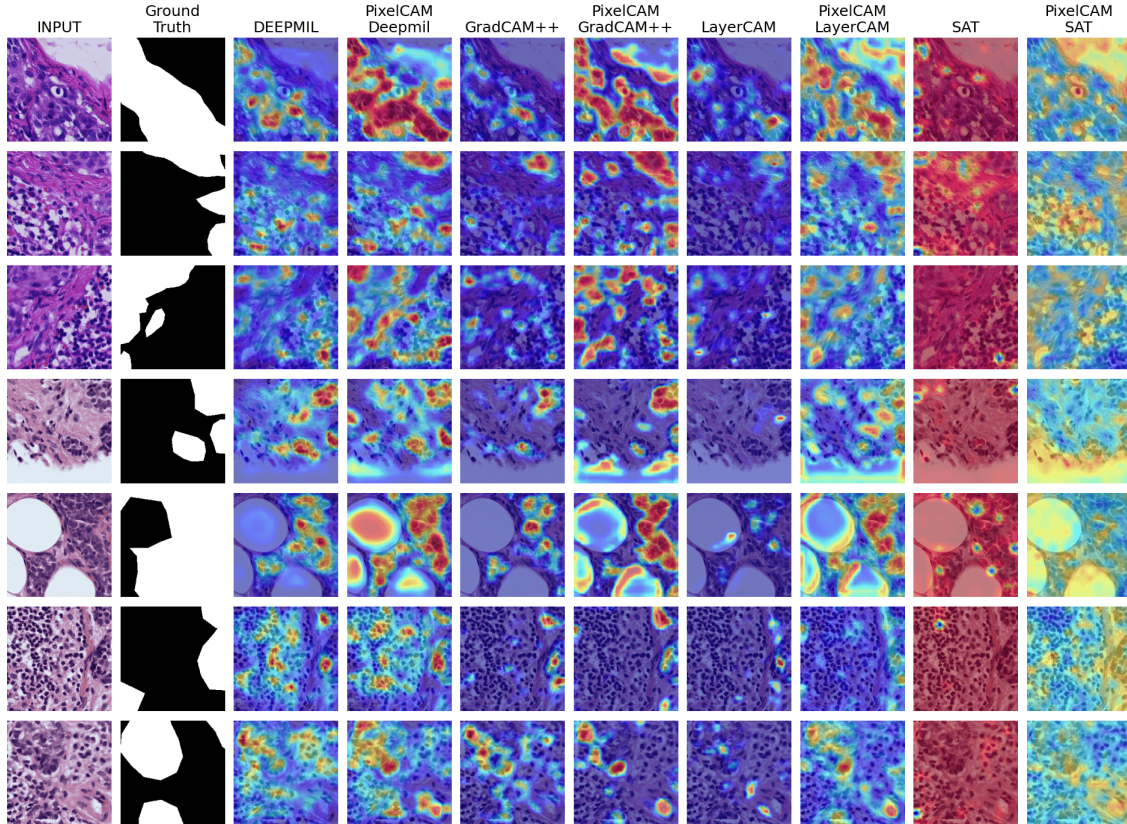 INPUT
Ground
Truth
DEEPMIL
PixelCAM
Deepmil
GradCAM++
PixelCAM
GradCAM++
LayerCAM
PixelCAM
LayerCAM
SAT
PixelCAM
SAT